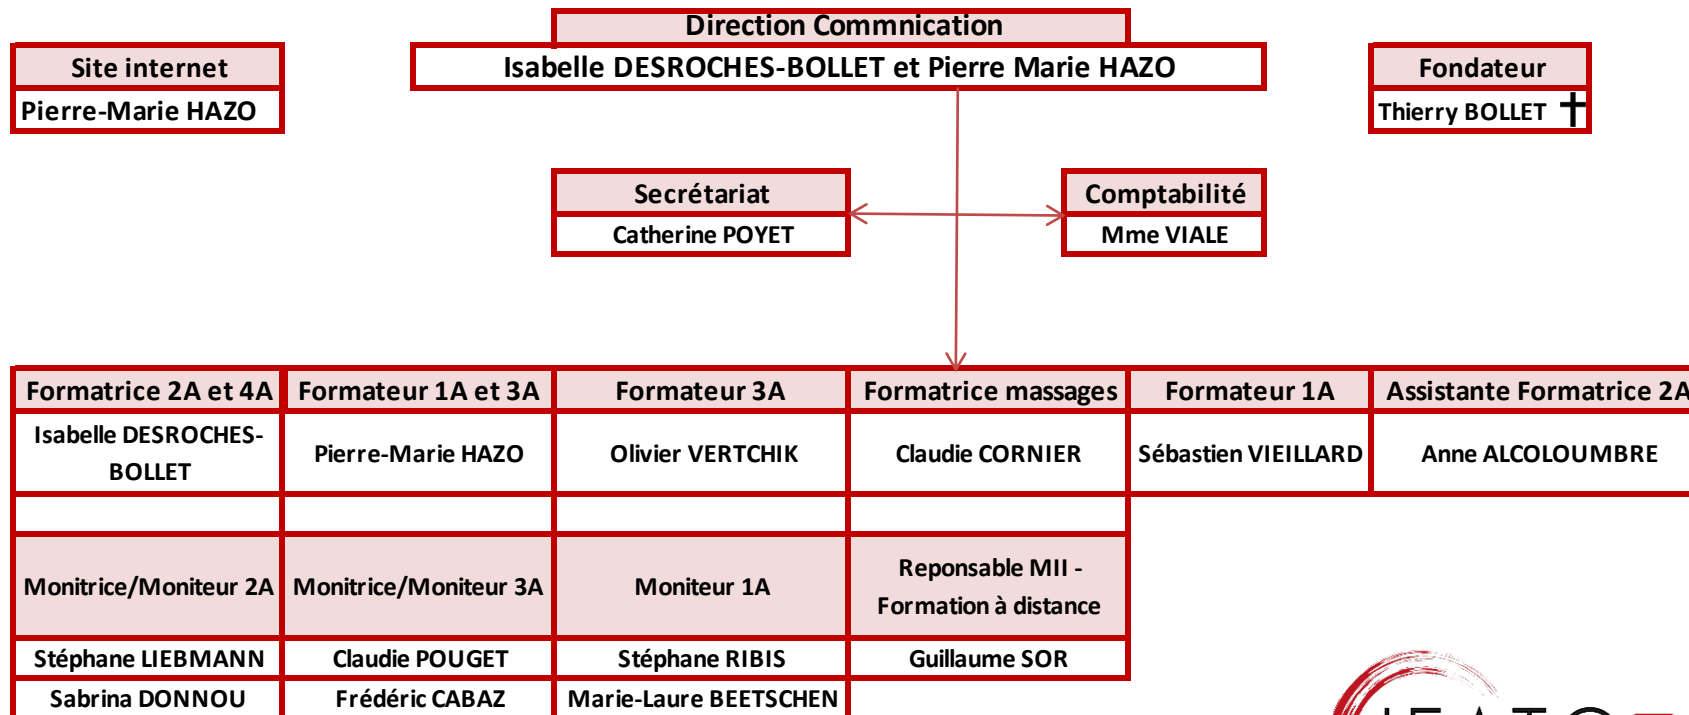 Direction Commnication
Isabelle DESROCHES-BOLLET et Pierre Marie HAZO
Site internet
Pierre-Marie HAZO
Fondateur
Thierry BOLLET
Secrétariat
Catherine POYET
Comptabilité
Mme VIALE
Formatrice 2A et 4A
Formateur 1A et 3A
Formateur 3A
Formatrice massages
Formateur 1A
Assistante Formatrice 2A
Isabelle DESROCHES-
BOLLET
Pierre-Marie HAZO
Olivier VERTCHIK
Claudie CORNIER
Sébastien VIEILLARD
Anne ALCOLOUMBRE
Monitrice/Moniteur 2A
Monitrice/Moniteur 3A
Moniteur 1A
Reponsable MII -
Formation à distance
Stéphane LIEBMANN
Claudie POUGET
Stéphane RIBIS
Guillaume SOR
Sabrina DONNOU
Frédéric CABAZ
Marie-Laure BEETSCHEN